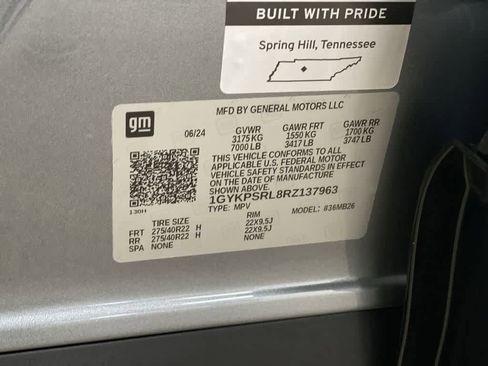 BUILT WITH PRIDE
Spring Hill, Tennessee
gm
MFD BY GENERAL MOTORS LLC
06/24 GVWR GAWR FRT GAWR RR
3175 KG 1550 KG 1700 KG
7000 LB 3417 LB 3747 LB
THIS VEHICLE CONFORMS TO ALL
APPLICABLE U.S. FEDERAL MOTOR
VEHICLE SAFETY STANDARDS IN EFFECT
ON THE DATE OF MANUFACTURE
SHOWN ABOVE.
1GYKPSRL8RZ137963
TYPE: MPV MODEL: 836MB26
130H
TIRE SIZE RIM
FRT 275/40R22 H 22X9.5J
RR 275/40R22 H 22X9.5J
SPA NONE NONE